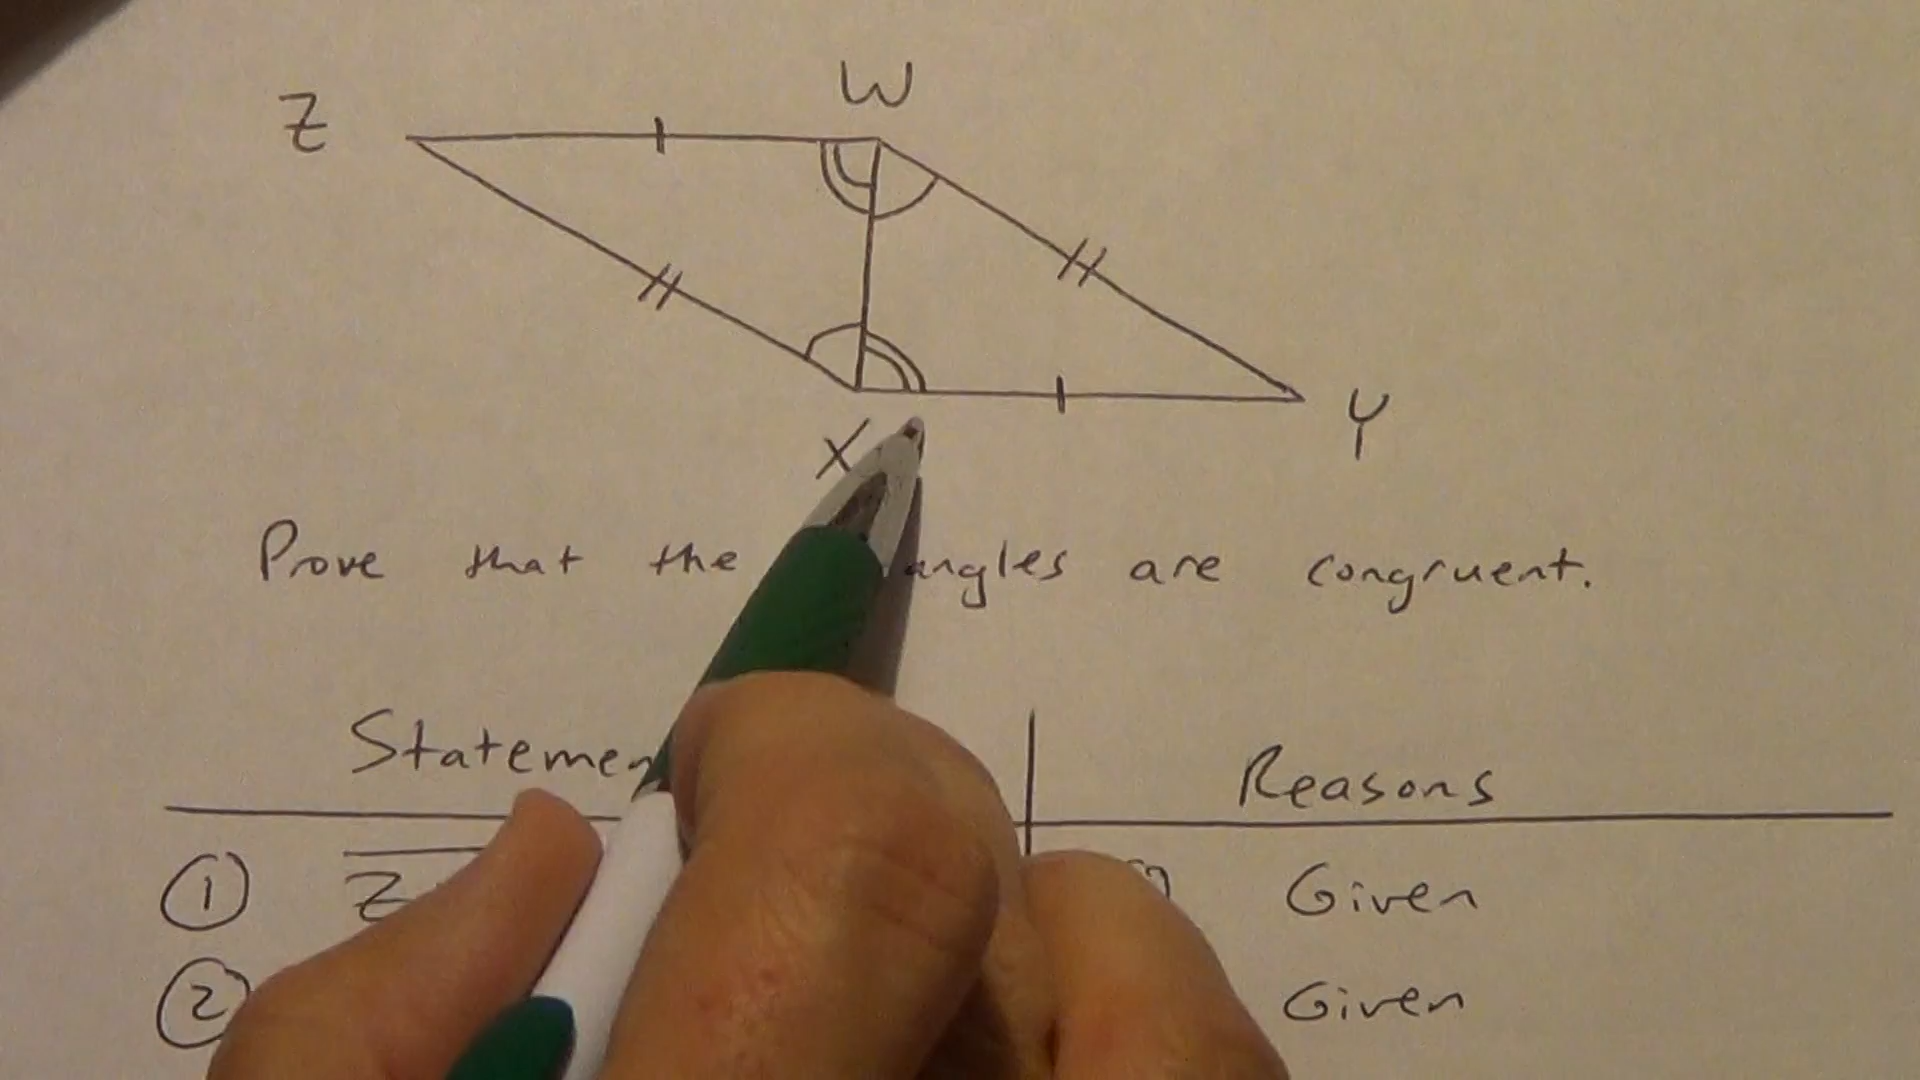 W
Z
Y
X
Prove that the angles are congruent.
Statemen Reasons
1 Z Given
2 Given